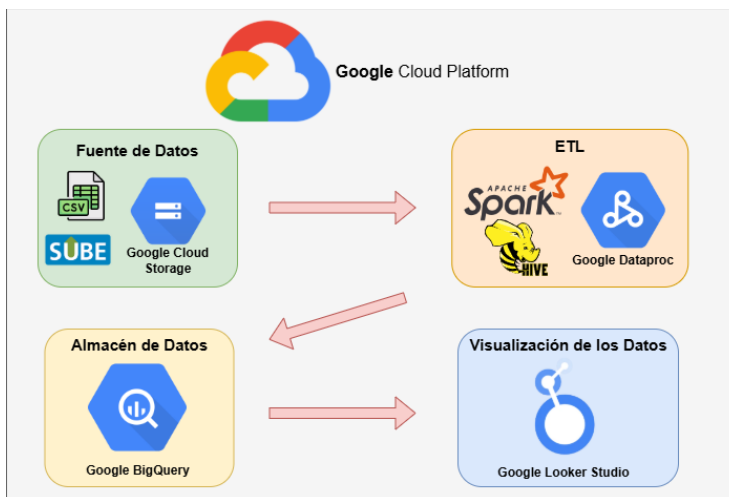 Google Cloud Platform
Fuente de Datos
CSV
SUBE
Google Cloud
Storage
ETL
APACHE
Spark™
HIVE
Google Dataproc
Almacén de Datos
Google BigQuery
Visualización de los Datos
Google Looker Studio